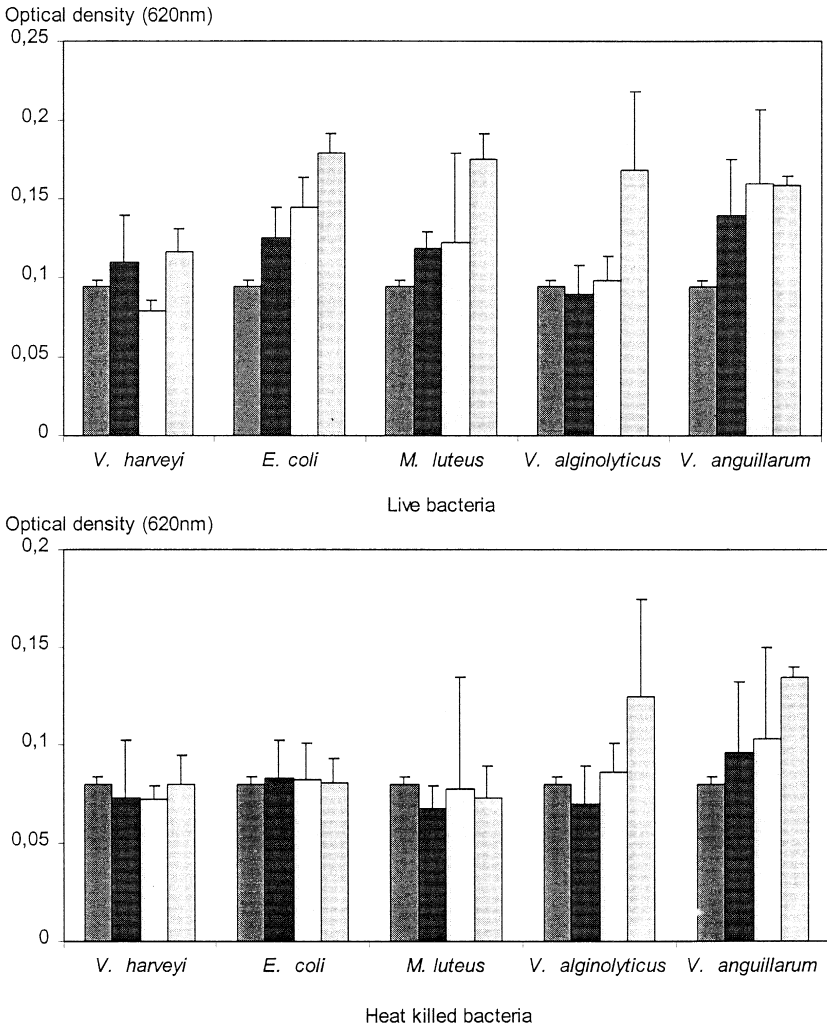 Optical density (620nm)
0,25
0,2
0,15
0,1
0,05
0
V. harveyi E. coli M. luteus V. alginolyticus V. anguillarum
Live bacteria
Optical density (620nm)
0,2
0,15
0,1
0,05
0
V. harveyi E. coli M. luteus V. alginolyticus V. anguillarum
Heat killed bacteria